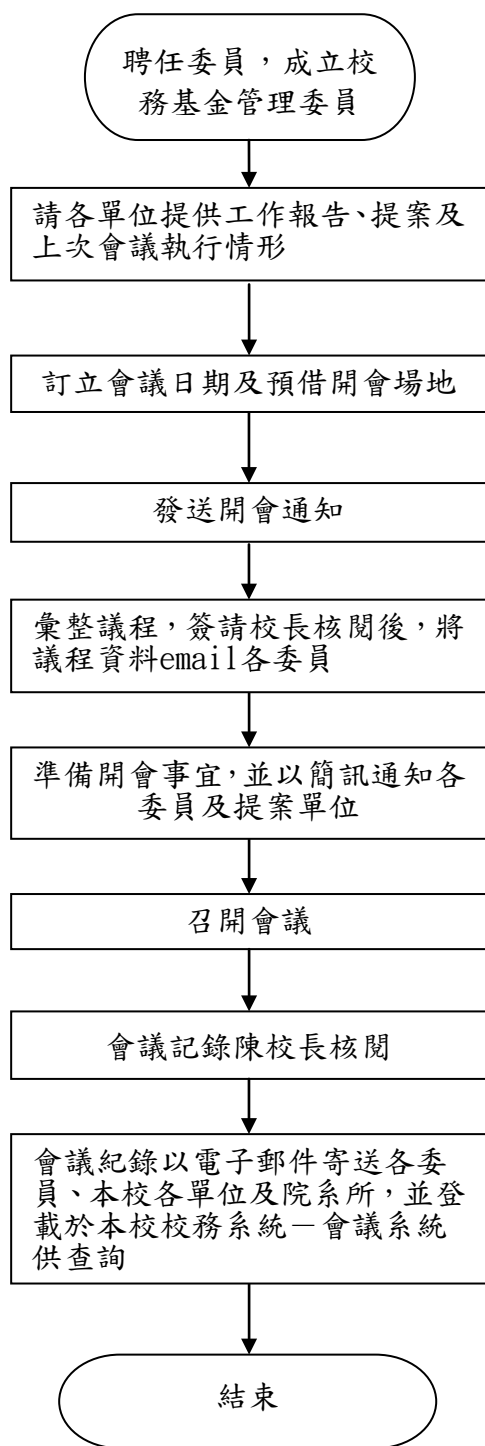 聘任委員，成立校
務基金管理委員
請各單位提供工作報告、提案及
上次會議執行情形
訂立會議日期及預借開會場地
發送開會通知
彙整議程，簽請校長核閱後，將
議程資料email各委員
準備開會事宜，並以簡訊通知各
委員及提案單位
召開會議
會議記錄陳校長核閱
會議紀錄以電子郵件寄送各委
員、本校各單位及院系所，並登
載於本校校務系統－會議系統
供查詢
結束